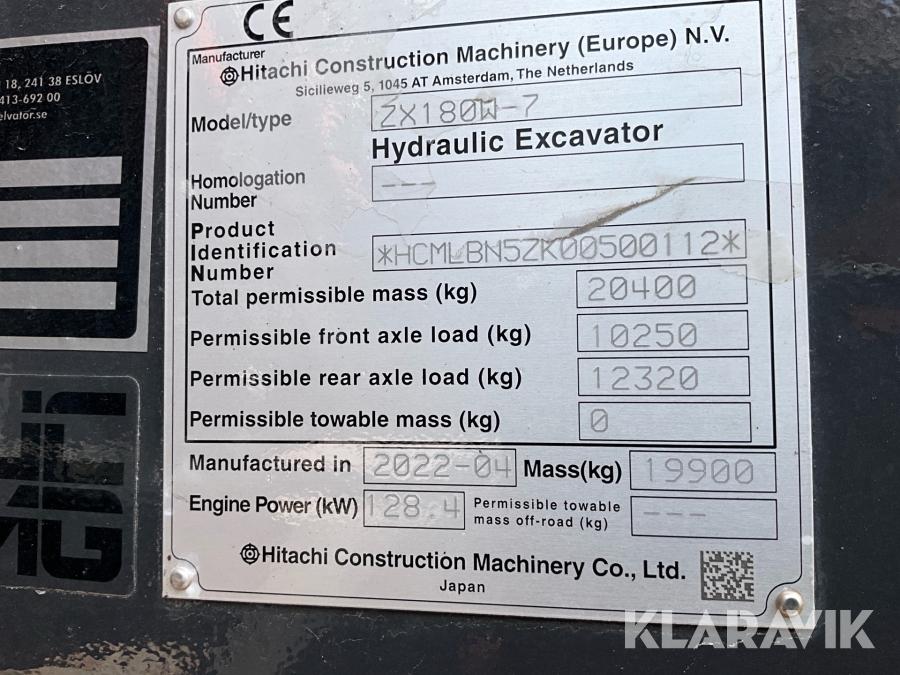 18, 241 38 ESLÖV
413-692 00
elvator.se
CE
Manufacturer
Hitachi Construction Machinery (Europe) N.V.
Sicilieweg 5, 1045 AT Amsterdam, The Netherlands
Model/type ZX180W-7
Hydraulic Excavator
Homologation
Number ---
Product
Identification
Number *HCMLBN5ZK00500112*
Total permissible mass (kg) 20400
Permissible front axle load (kg) 10250
Permissible rear axle load (kg) 12320
Permissible towable mass (kg) 0
Manufactured in 2022-04 Mass(kg) 19900
Engine Power (kW) 128.4 Permissible towable
mass off-road (kg) ---
Hitachi Construction Machinery Co., Ltd.
Japan
KLARAVIK